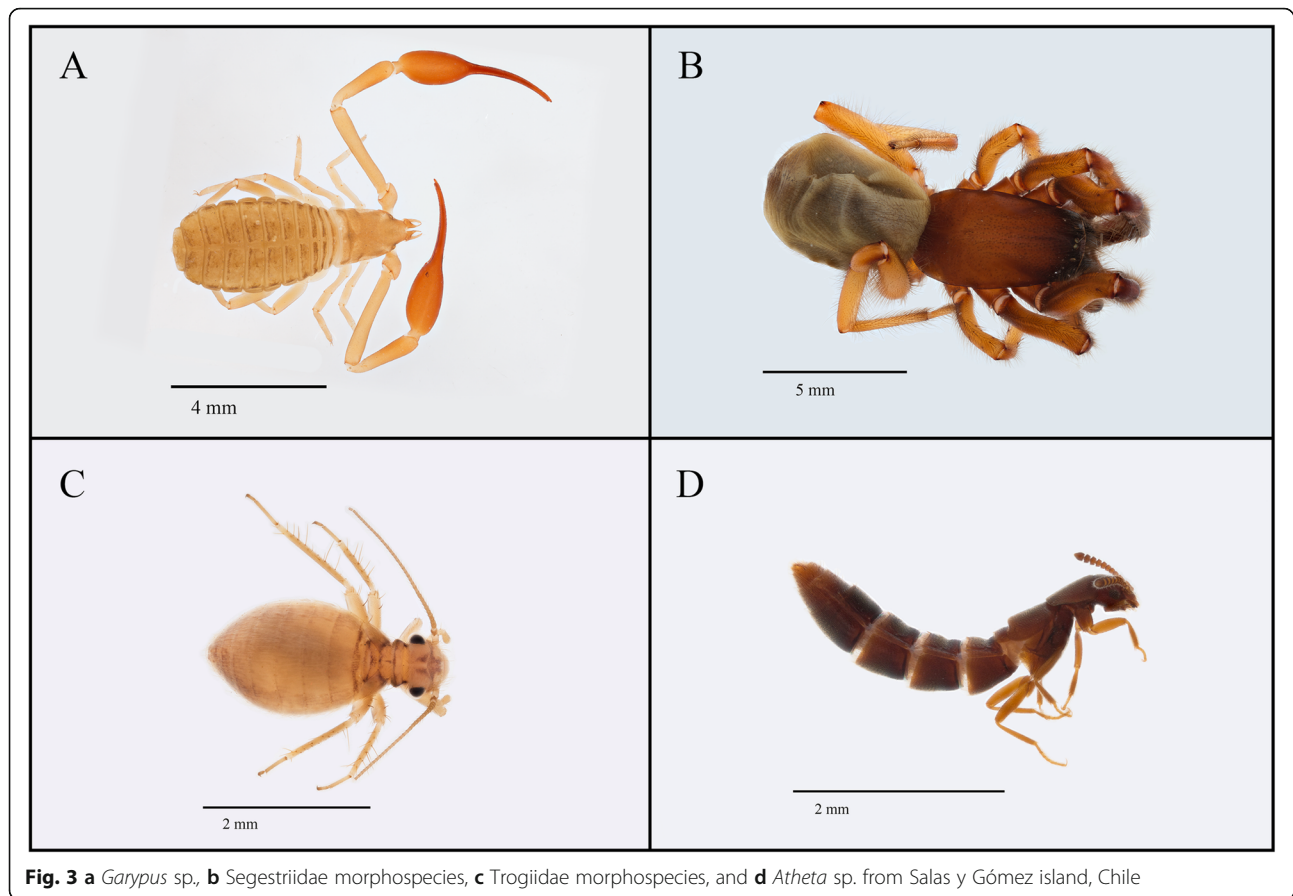 A
B
4 mm
5 mm
C
D
2 mm
2 mm
Fig. 3 a Garypus sp., b Segestriidae morphospecies, c Trogiidae morphospecies, and d Atheta sp. from Salas y Gómez island, Chile